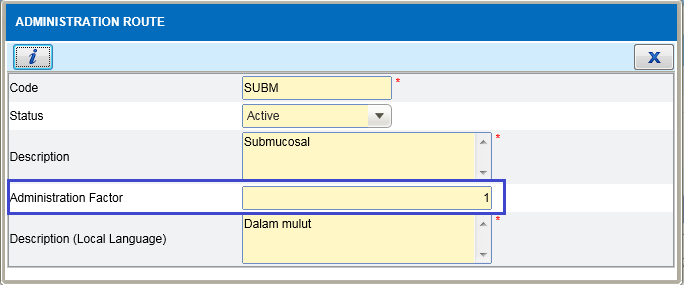 ADMINISTRATION ROUTE
i X
Code SUBM *
Status Active
Description Submucosal *
Administration Factor 1
Description (Local Language) Dalam mulut *